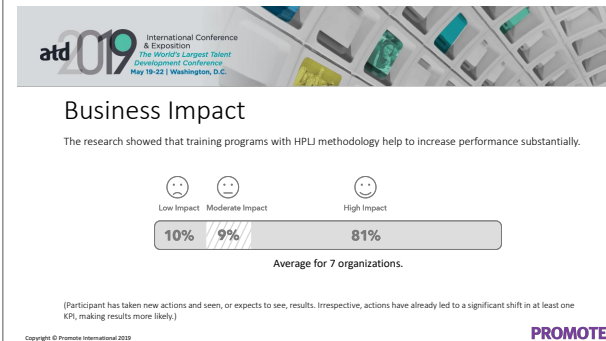 atd 2019
International Conference
& Exposition
The World's Largest Talent
Development Conference
May 19-22 | Washington, D.C.
Business Impact
The research showed that training programs with HPLJ methodology help to increase performance substantially.
Low Impact Moderate Impact High Impact
10% 9% 81%
Average for 7 organizations.
(Participant has taken new actions and seen, or expects to see, results. Irrespective, actions have already led to a significant shift in at least one
KPI, making results more likely.)
Copyright © Promote International 2019
PROMOTE